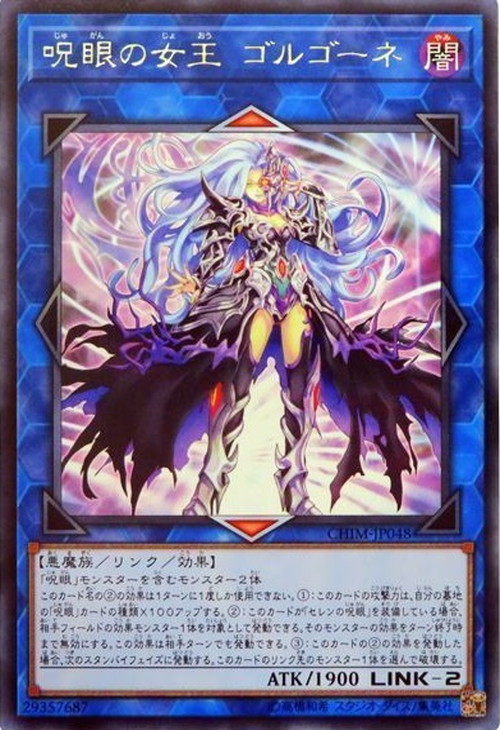 呪眼の女王 ゴルゴーネ
闇
CHIM-JP048
【悪魔族／リンク／効果】
「呪眼」モンスターを含むモンスター２体
このカード名の②の効果は１ターンに１度しか使用できない。①：このカードの攻撃力は、自分の墓地
の「呪眼」カードの種類×１００アップする。②：このカードが「セレンの呪眼」を装備している場合、
相手フィールドの効果モンスター１体を対象として発動できる。そのモンスターの効果をターン終了時
まで無効にする。この効果は相手ターンでも発動できる。③：このカードの②の効果を発動した
場合、次のスタンバイフェイズに発動する。このカードのリンク先のモンスター１体を選んで破壊する。
ATK/1900 LINK-2
29357687 ©高橋和希 スタジオ・ダイス/集英社